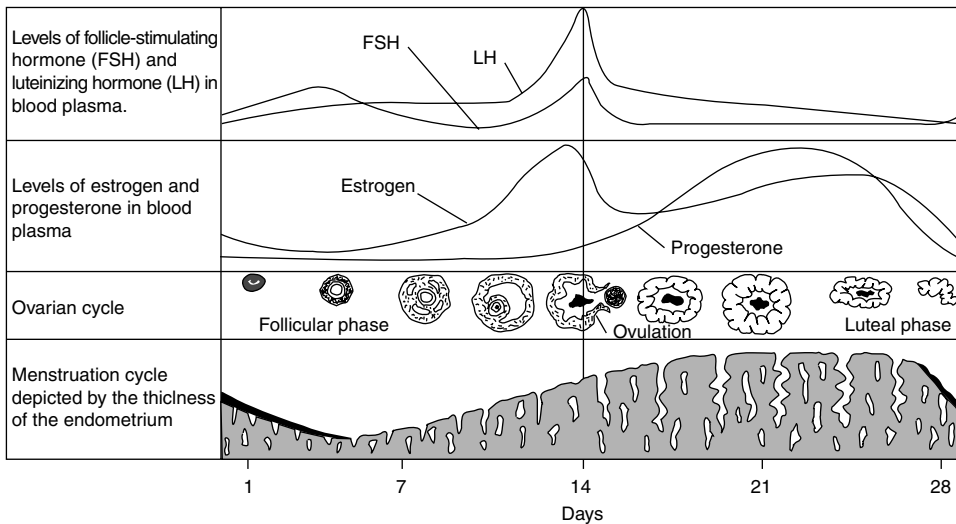 Levels of follicle-stimulating
hormone (FSH) and
luteinizing hormone (LH) in
blood plasma.
FSH
LH
Levels of estrogen and
progesterone in blood
plasma
Estrogen
Progesterone
Ovarian cycle
Follicular phase
Ovulation
Luteal phase
Menstruation cycle
depicted by the thiclness
of the endometrium
1 7 14 21 28
Days